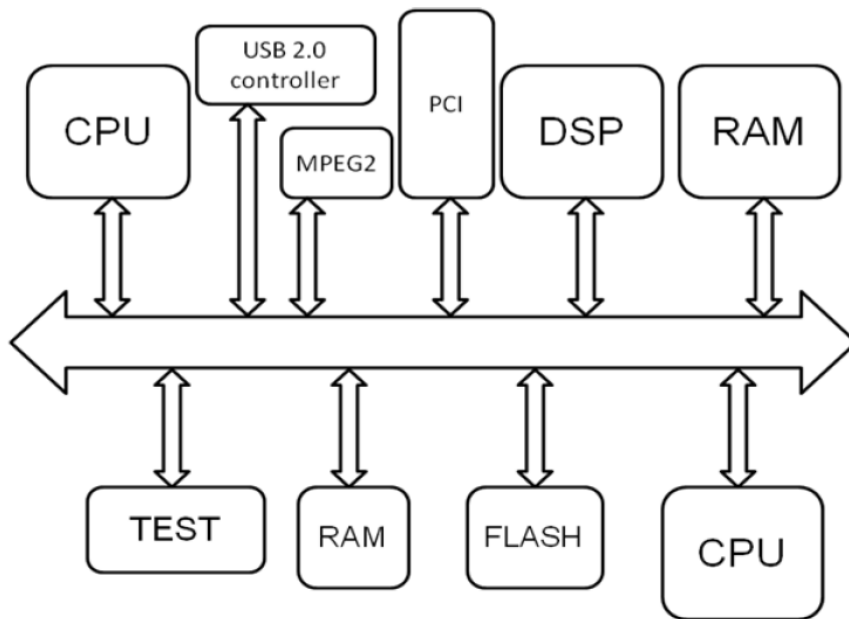 CPU
USB 2.0
controller
MPEG2
PCI
DSP
RAM
TEST
RAM
FLASH
CPU